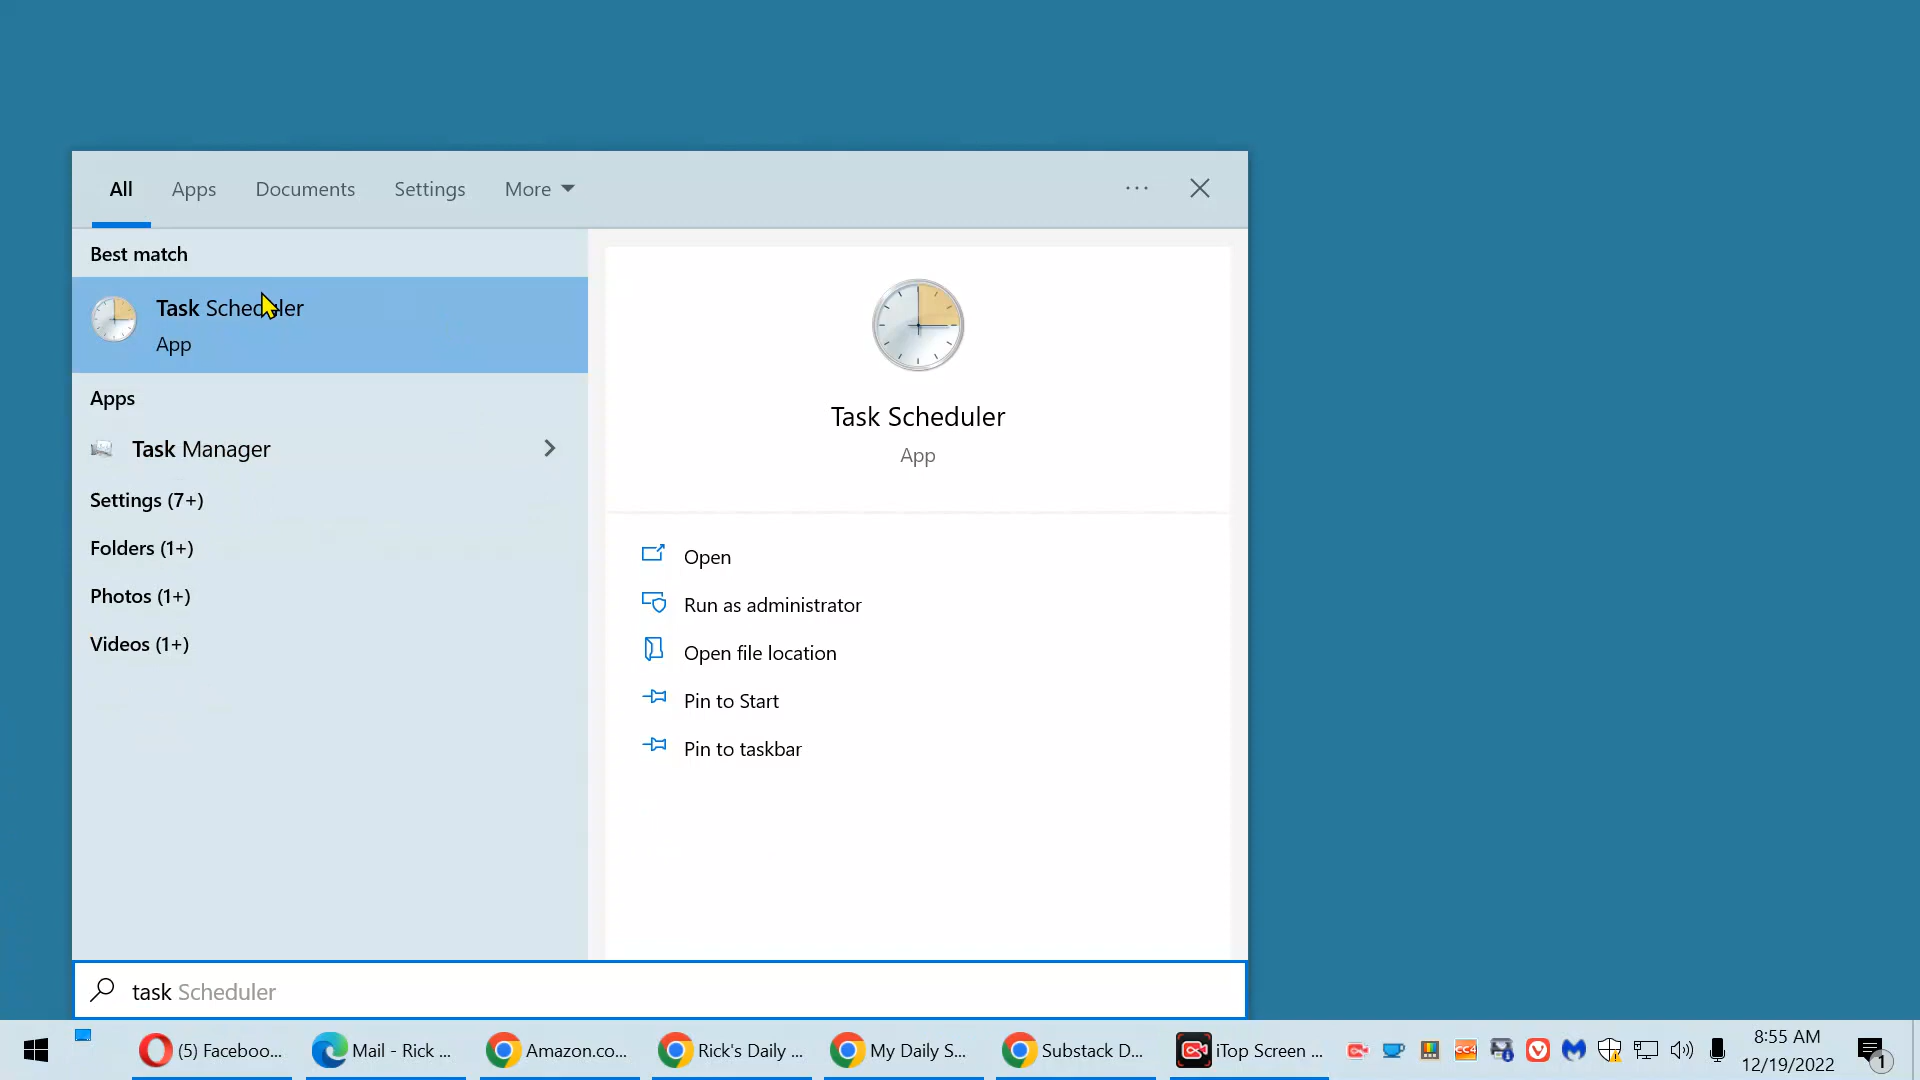 All Apps Documents Settings More
Best match
Task Scheduler
App
Apps
Task Manager
Settings (7+)
Folders (1+)
Photos (1+)
Videos (1+)
Task Scheduler
App
Open
Run as administrator
Open file location
Pin to Start
Pin to taskbar
task Scheduler
(5) Faceboo... Mail - Rick ... Amazon.co... Rick's Daily ... My Daily S... Substack D... iTop Screen ... CC4 8:55 AM
12/19/2022 1